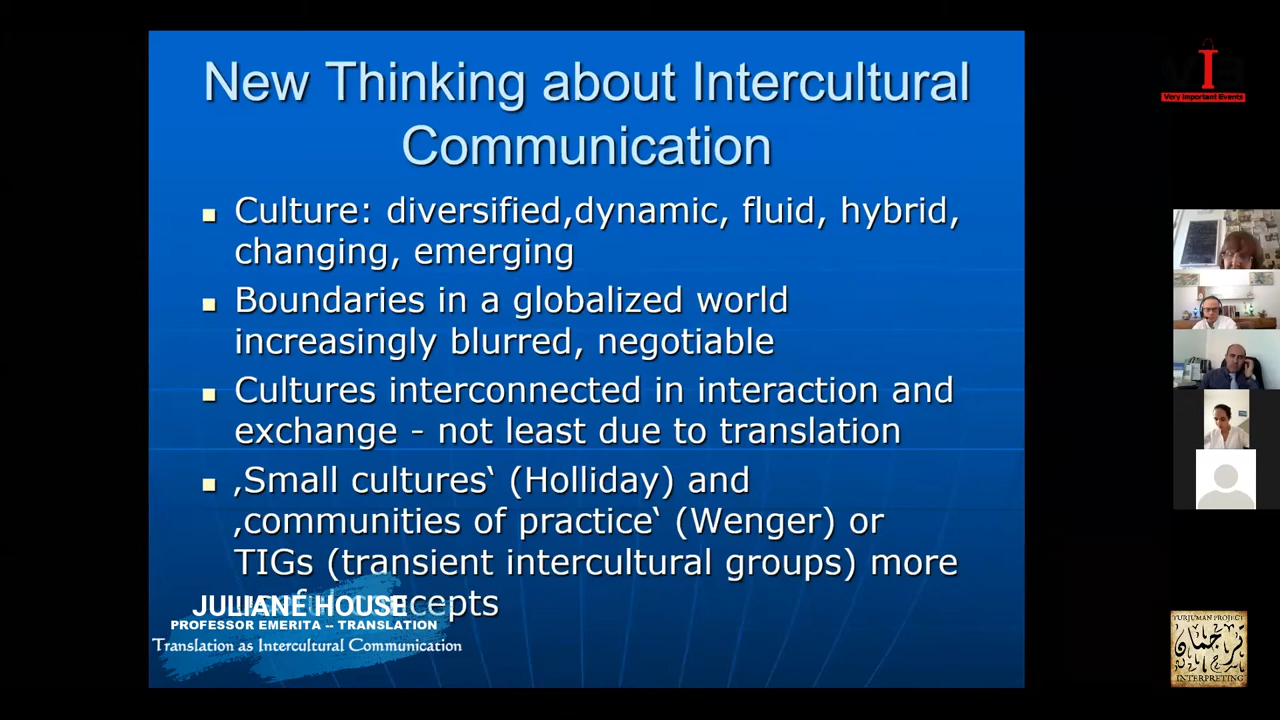 New Thinking about Intercultural
Communication
Culture: diversified,dynamic, fluid, hybrid,
changing, emerging
Boundaries in a globalized world
increasingly blurred, negotiable
Cultures interconnected in interaction and
exchange - not least due to translation
‚Small cultures‘ (Holliday) and
‚communities of practice‘ (Wenger) or
TIGs (transient intercultural groups) more
concepts
JULIANE HOUSE
PROFESSOR EMERITA -- TRANSLATION
Translation as Intercultural Communication
VIE
Very Important Events
TURJUMAN PROJECT
ترجمان
INTERPRETING